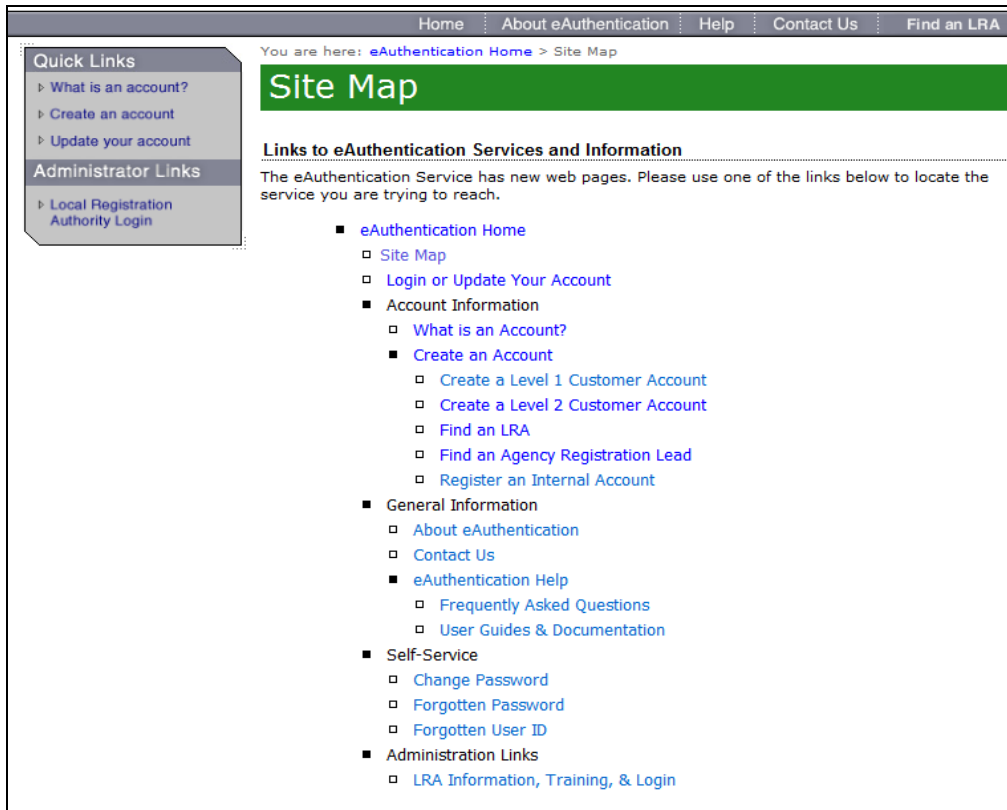 Home About eAuthentication Help Contact Us Find an LRA
Quick Links
What is an account?
Create an account
Update your account
Administrator Links
Local Registration
Authority Login
You are here: eAuthentication Home > Site Map
Site Map
Links to eAuthentication Services and Information
The eAuthentication Service has new web pages. Please use one of the links below to locate the
service you are trying to reach.
eAuthentication Home
Site Map
Login or Update Your Account
Account Information
What is an Account?
Create an Account
Create a Level 1 Customer Account
Create a Level 2 Customer Account
Find an LRA
Find an Agency Registration Lead
Register an Internal Account
General Information
About eAuthentication
Contact Us
eAuthentication Help
Frequently Asked Questions
User Guides & Documentation
Self-Service
Change Password
Forgotten Password
Forgotten User ID
Administration Links
LRA Information, Training, & Login